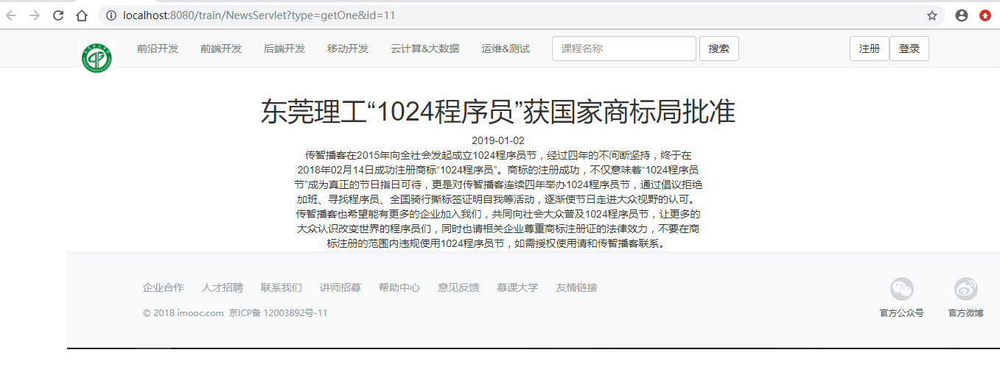 localhost:8080/train/NewsServlet?type=getOne&id=11
前沿开发 前端开发 后端开发 移动开发 云计算&大数据 运维&测试 课程名称 搜索 注册 登录
东莞理工“1024程序员”获国家商标局批准
2019-01-02
传智播客在2015年向全社会发起成立1024程序员节，经过四年的不间断坚持，终于在
2018年02月14日成功注册商标“1024程序员”。商标的注册成功，不仅意味着“1024程序员
节”成为真正的节日指日可待，更是对传智播客连续四年举办1024程序员节，通过倡议拒绝
加班、寻找程序员、全国骑行撕标签证明自我等活动，逐渐使节日走进大众视野的认可。
传智播客也希望能有更多的企业加入我们，共同向社会大众普及1024程序员节，让更多的
大众认识改变世界的程序员们，同时也请相关企业尊重商标注册证的法律效力，不要在商
标注册的范围内违规使用1024程序员节，如需授权使用请和传智播客联系。
企业合作 人才招聘 联系我们 讲师招募 帮助中心 意见反馈 慕课大学 友情链接
© 2018 imooc.com 京ICP备 12003892号-11
官方公众号 官方微博